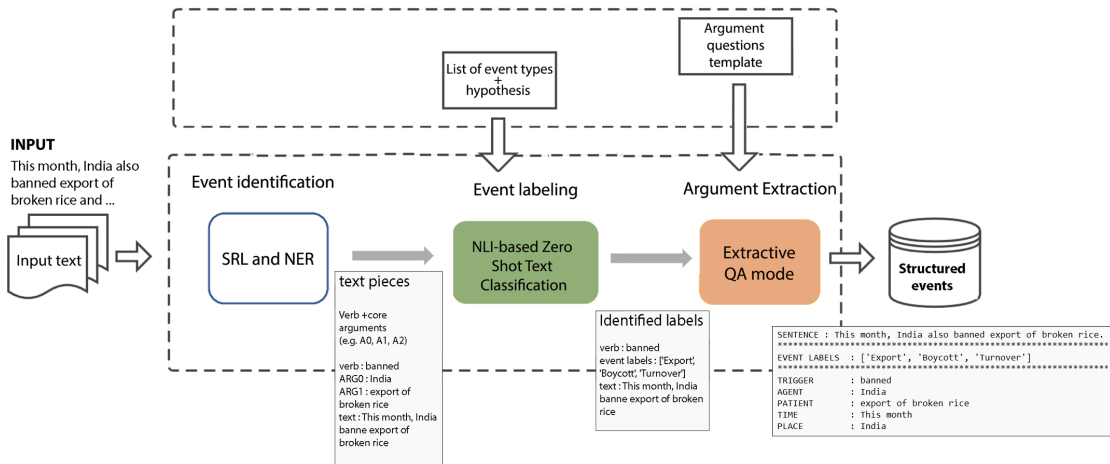 Argument
questions
template
List of event types
+
hypothesis
INPUT
This month, India also
banned export of
broken rice and ...
Input text
Event identification
Event labeling
Argument Extraction
SRL and NER
NLI-based Zero
Shot Text
Classification
Extractive
QA mode
Structured
events
text pieces
Verb +core
arguments
(e.g. A0, A1, A2)
verb : banned
ARG0 : India
ARG1 : export of
broken rice
text : This month, India
banne export of
broken rice
Identified labels
verb : banned
event labels : ['Export',
'Boycott', 'Turnover']
text : This month, India
banne export of broken
rice
SENTENCE : This month, India also banned export of broken rice.
****************************************************************
EVENT LABELS : ['Export', 'Boycott', 'Turnover']
****************************************************************
TRIGGER : banned
AGENT : India
PATIENT : export of broken rice
TIME : This month
PLACE : India